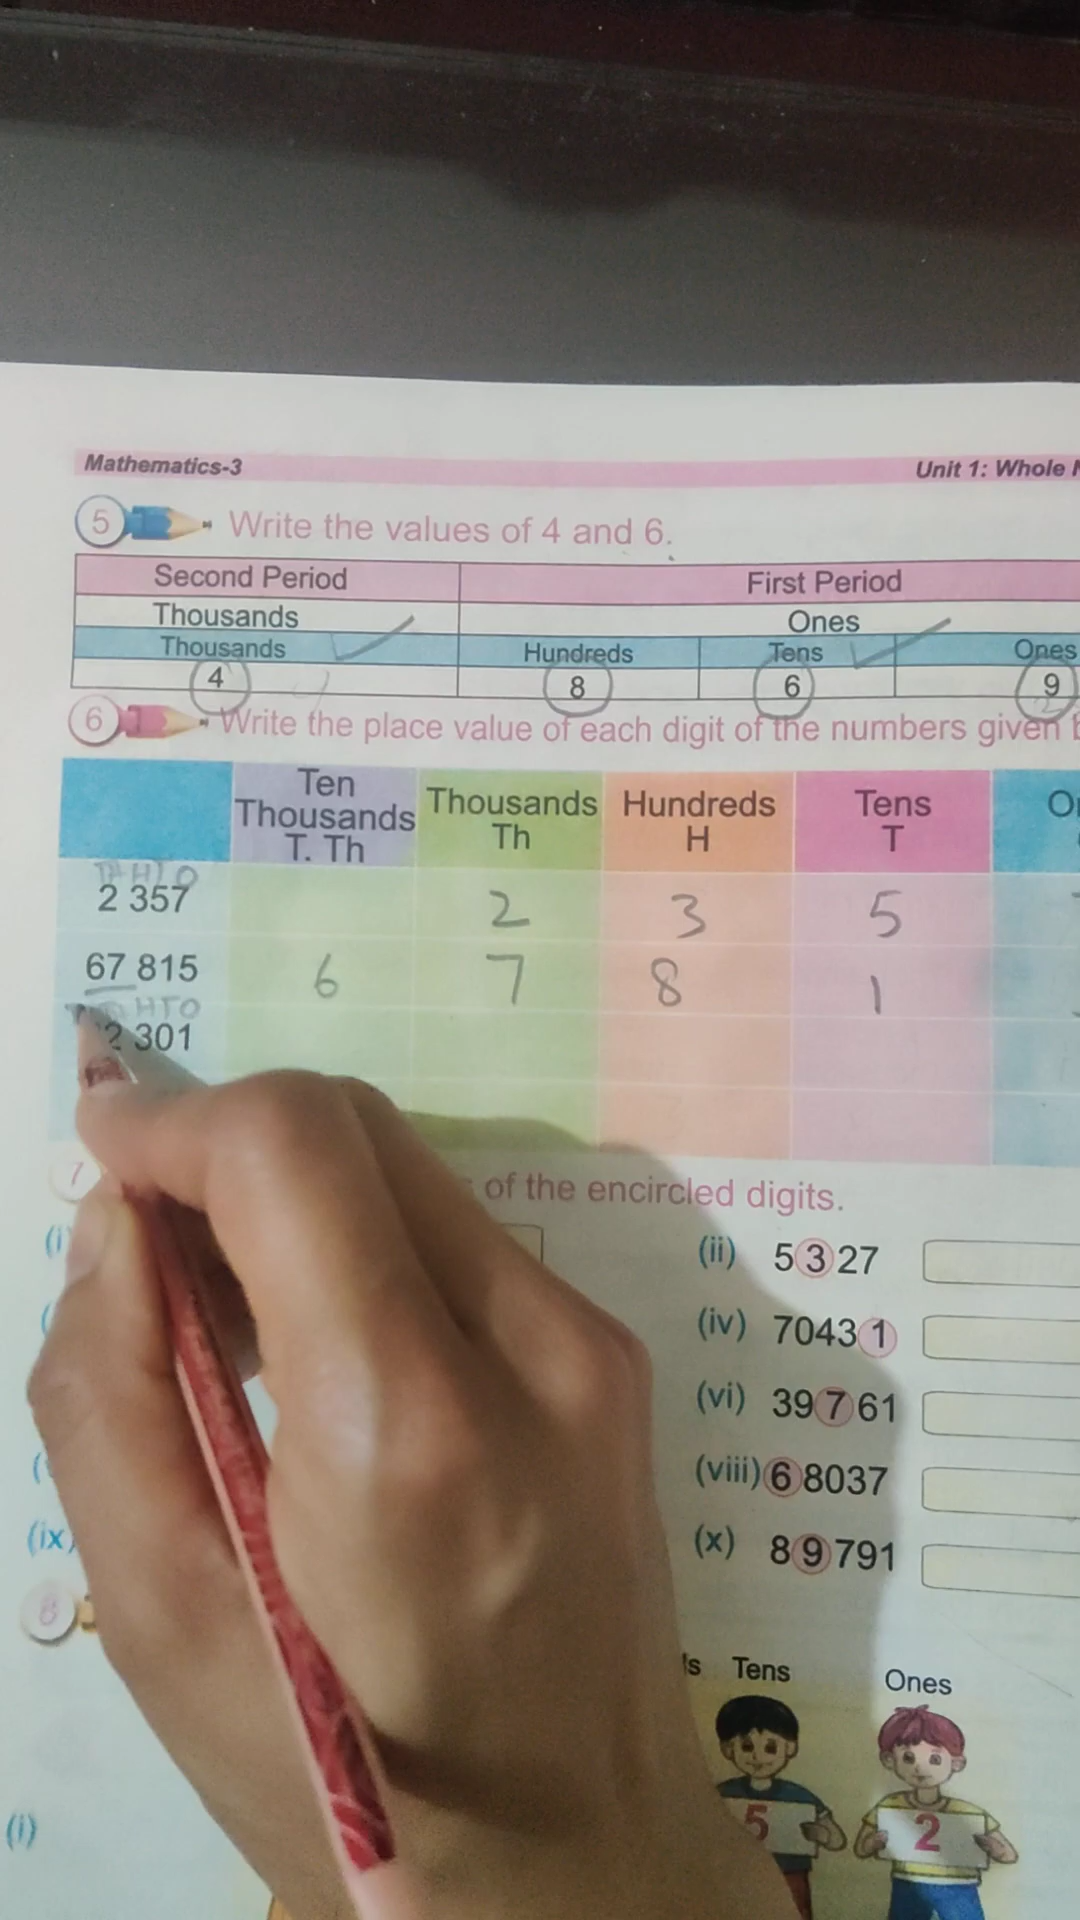 Mathematics-3
Unit 1: Whole
5 Write the values of 4 and 6.
Second Period First Period
Thousands Ones
Thousands Hundreds Tens Ones
4 8 6 9
6 Write the place value of each digit of the numbers given
Ten Thousands T. Th Thousands Th Hundreds H Tens T
Th H T O
2 357 2 3 5
67 815 6 7 8 1
H T O
2 301
7 of the encircled digits.
(ii) 5327
(iv) 70431
(vi) 39761
(viii) 68037
(ix)
(x) 89791
8
Tens Ones
(i)
5 2